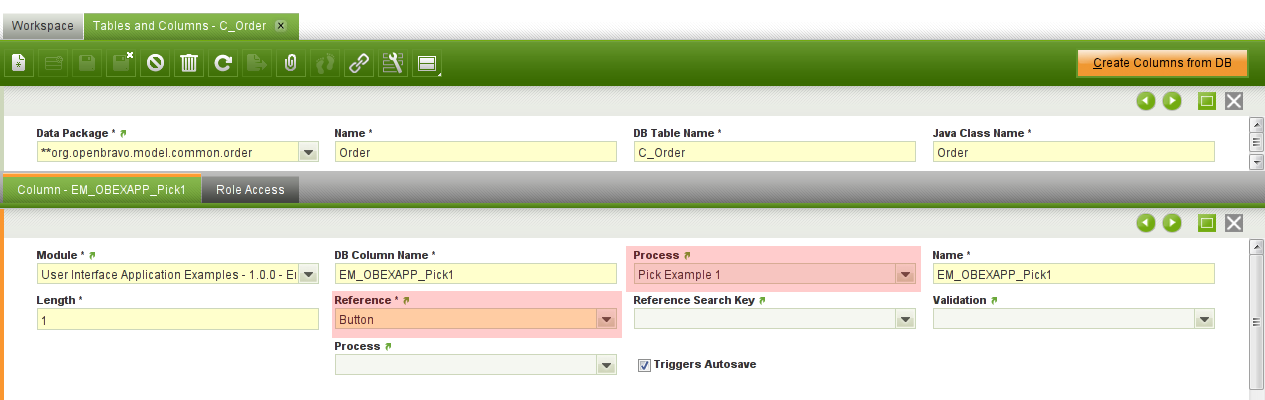 Workspace
Tables and Columns - C_Order
Create Columns from DB
Data Package * Name * DB Table Name * Java Class Name *
**org.openbravo.model.common.order Order C_Order Order
Column - EM_OBEXAPP_Pick1 Role Access
Module * DB Column Name * Process Name *
User Interface Application Examples - 1.0.0 - EM_OBEXAPP_Pick1 Pick Example 1 EM_OBEXAPP_Pick1
Length * Reference * Reference Search Key Validation
1 Button
Process
Triggers Autosave